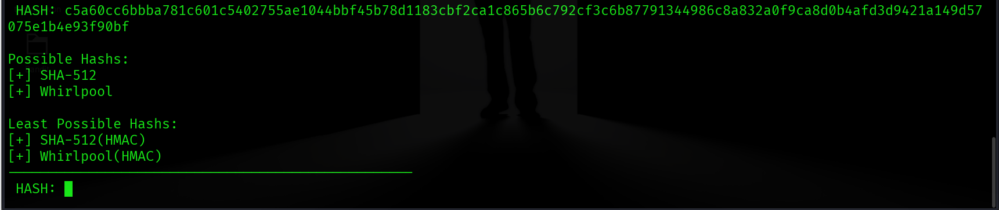 HASH: c5a60cc6bbba781c601c5402755ae1044bbf45b78d1183cbf2ca1c865b6c792cf3c6b87791344986c8a832a0f9ca8d0b4afd3d9421a149d57
075e1b4e93f90bf
Possible Hashs:
[+] SHA-512
[+] Whirlpool
Least Possible Hashs:
[+] SHA-512(HMAC)
[+] Whirlpool(HMAC)
HASH: